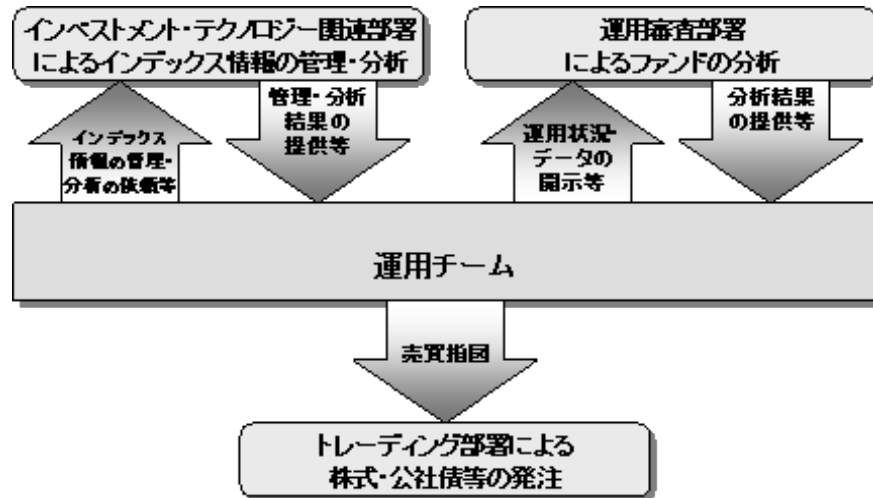 インベストメント・テクノロジー関連部署
によるインデックス情報の管理・分析
運用審査部署
によるファンドの分析
インデックス
情報の管理・
分析の依頼等
管理・分析
結果の
提供等
運用状況・
データの
開示等
分析結果
の提供等
運用チーム
売買指図
トレーディング部署による
株式・公社債等の発注